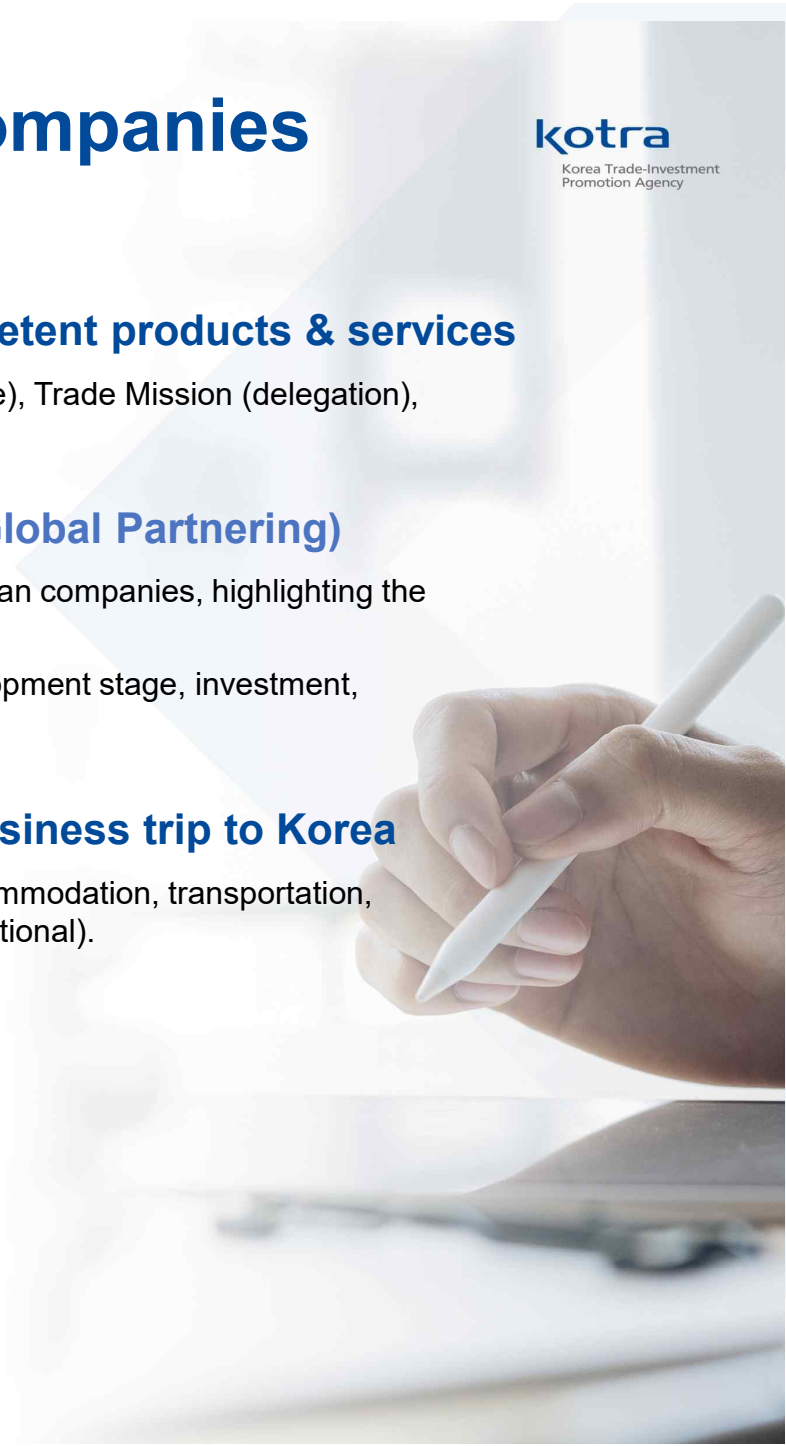 ompanies
kotra
Korea Trade-Investment
Promotion Agency
etent products & services
e), Trade Mission (delegation),
lobal Partnering)
an companies, highlighting the
opment stage, investment,
siness trip to Korea
mmodation, transportation,
tional).